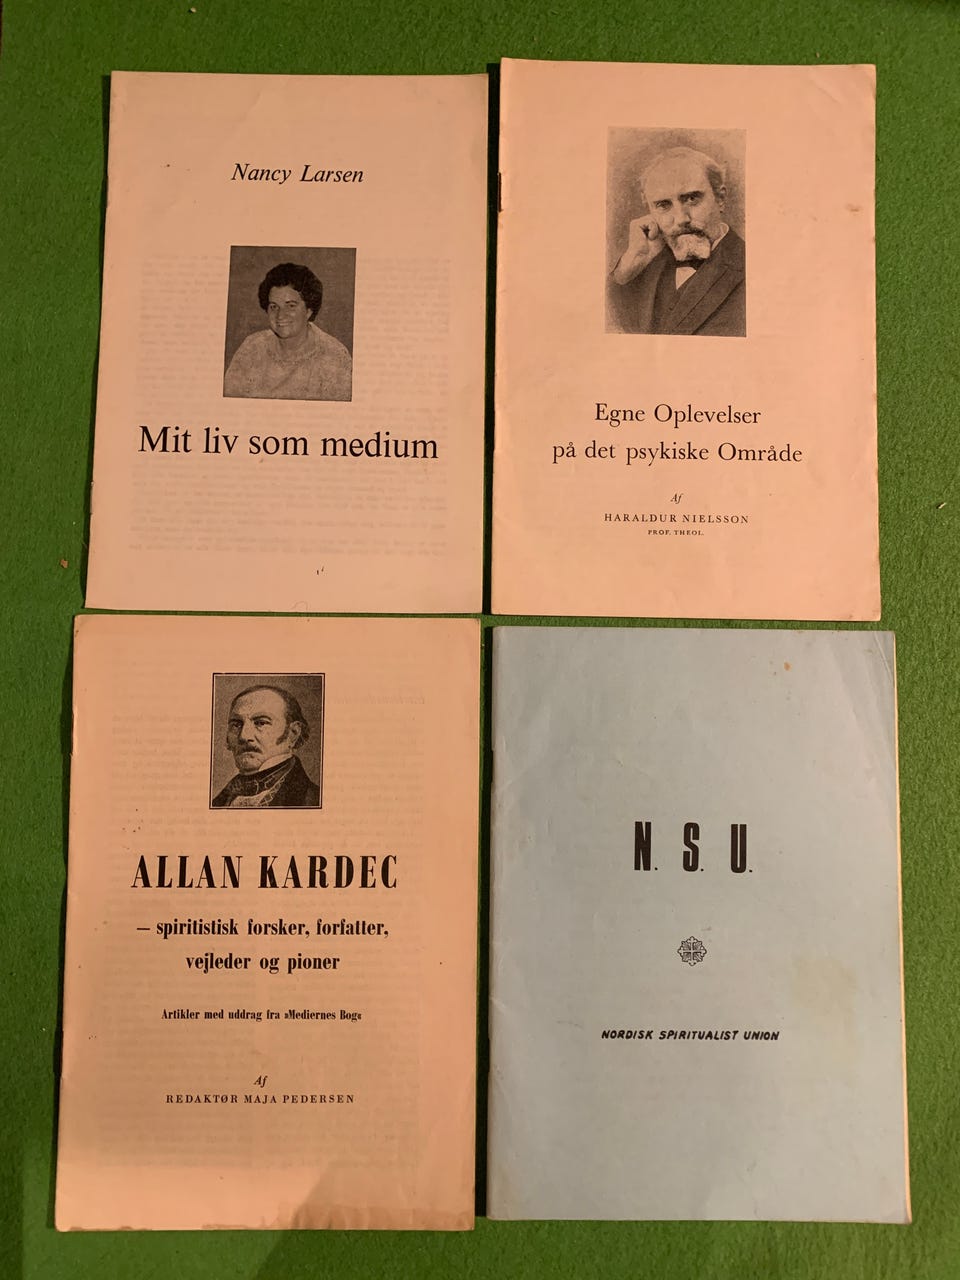 Nancy Larsen
Mit liv som medium
Egne Oplevelser
på det psykiske Område
Af
HARALDUR NIELSSON
PROF. THEOL.
ALLAN KARDEC
– spiritistisk forsker, forfatter,
vejleder og pioner
Artikler med uddrag fra »Mediernes Bog«
Af
REDAKTØR MAJA PEDERSEN
N. S. U.
NORDISK SPIRITUALIST UNION